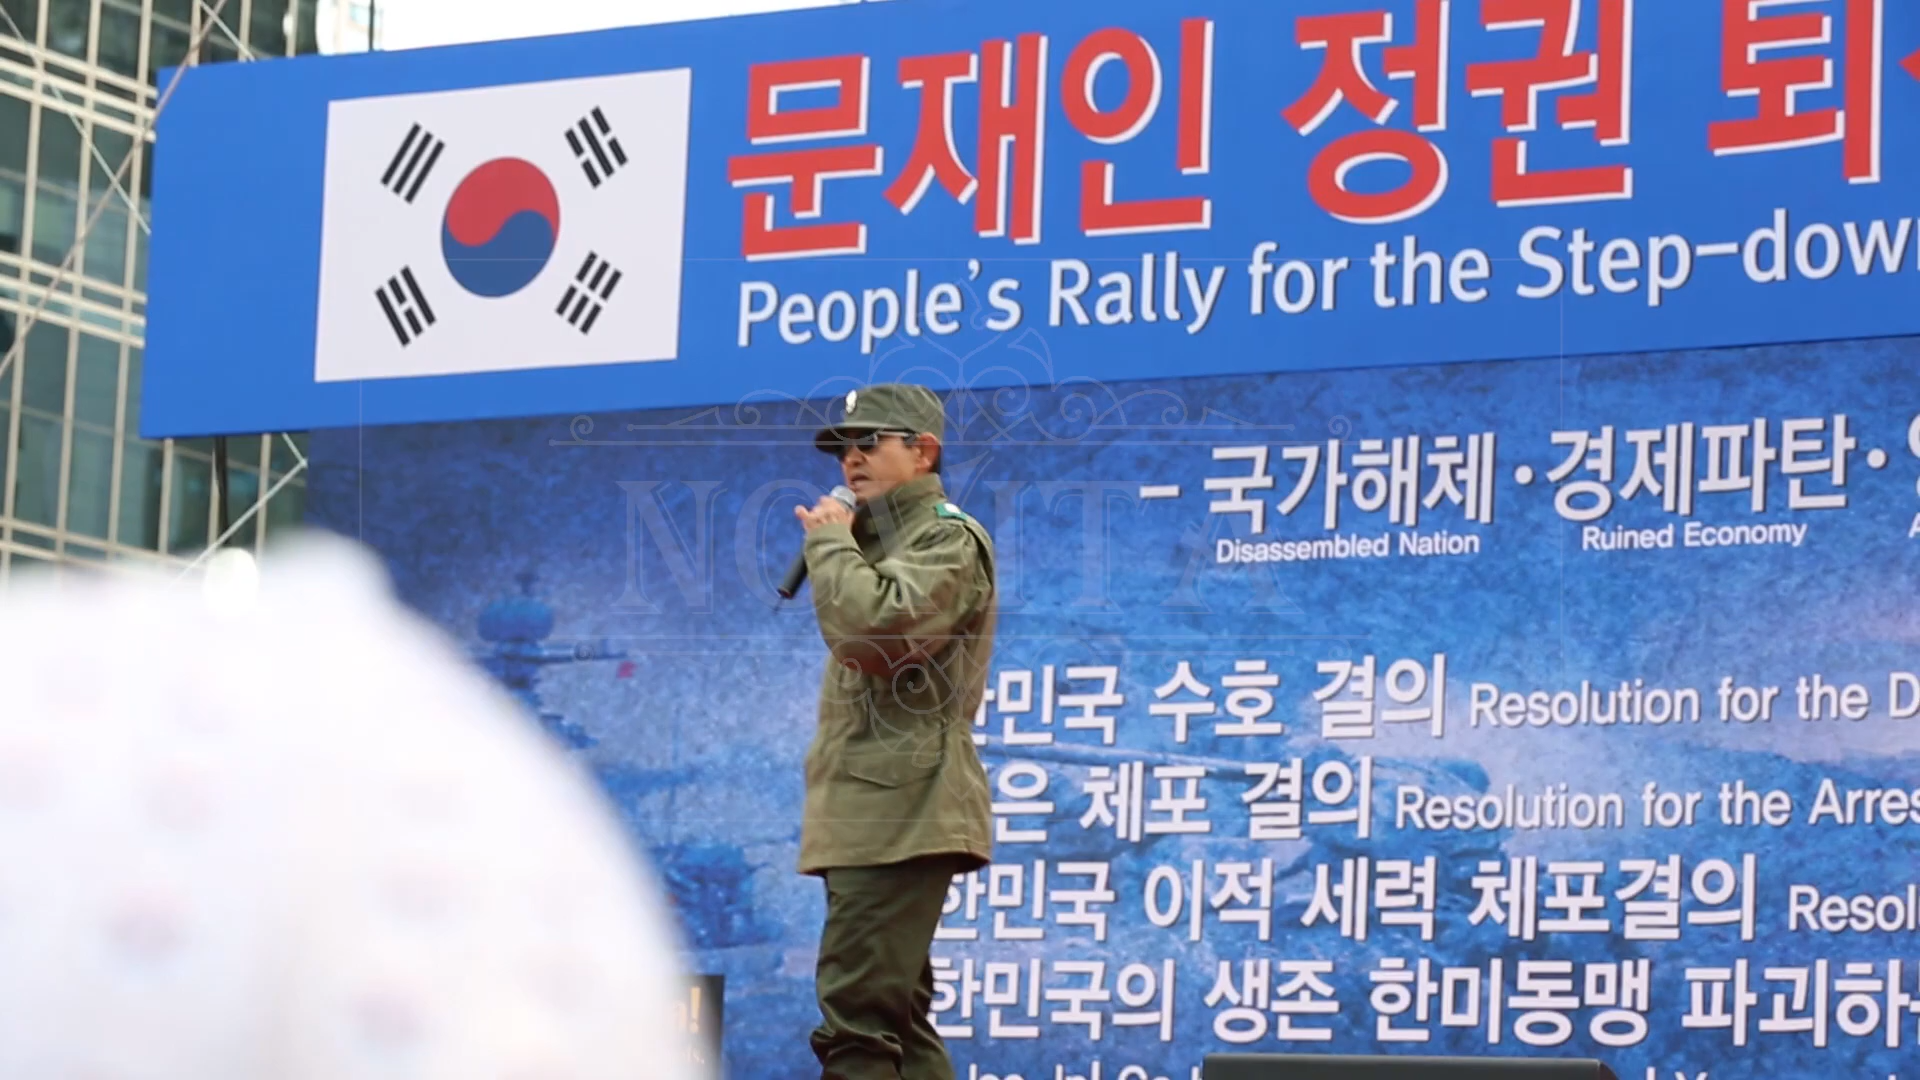 문재인 정권 퇴
People's Rally for the Step-down
- 국가해체·경제파탄·
Disassembled Nation Ruined Economy
민국 수호 결의 Resolution for the D
은 체포 결의 Resolution for the Arres
한민국 이적 세력 체포결의 Resol
한민국의 생존 한미동맹 파괴하
NOVITA